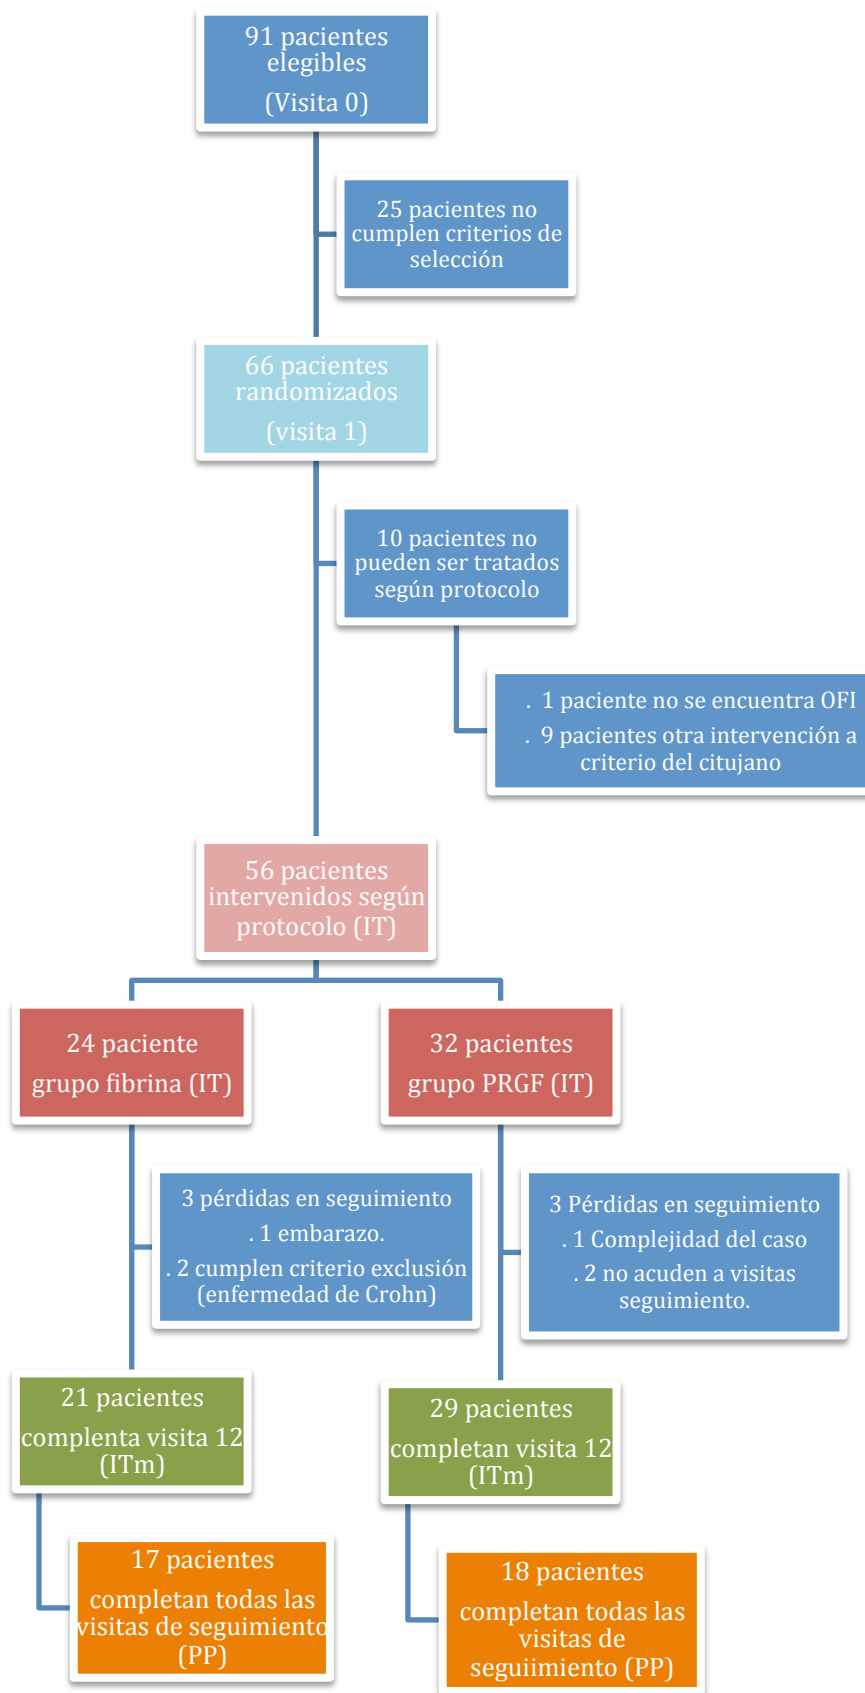 91 pacientes
elegibles
(Visita 0)
25 pacientes no
cumplen criterios de
selección
66 pacientes
randomizados
(visita 1)
10 pacientes no
pueden ser tratados
según protocolo
. 1 paciente no se encuentra OFI
. 9 pacientes otra intervención a
criterio del citujano
56 pacientes
intervenidos según
protocolo (IT)
24 paciente
grupo fibrina (IT)
32 pacientes
grupo PRGF (IT)
3 pérdidas en seguimiento
. 1 embarazo.
. 2 cumplen criterio exclusión
(enfermedad de Crohn)
3 Pérdidas en seguimiento
. 1 Complejidad del caso
. 2 no acuden a visitas
seguimiento.
21 pacientes
complenta visita 12
(ITm)
29 pacientes
completan visita 12
(ITm)
17 pacientes
completan todas las
visitas de seguimiento
(PP)
18 pacientes
completan todas las
visitas de
seguiimiento (PP)